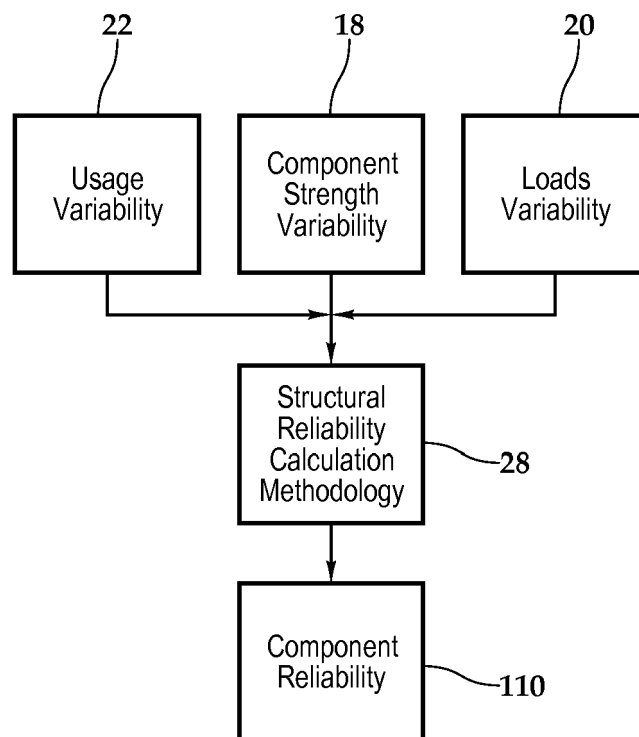 22
18
20
Usage
Variability
Component
Strength
Variability
Loads
Variability
Structural
Reliability
Calculation
Methodology
28
Component
Reliability
110